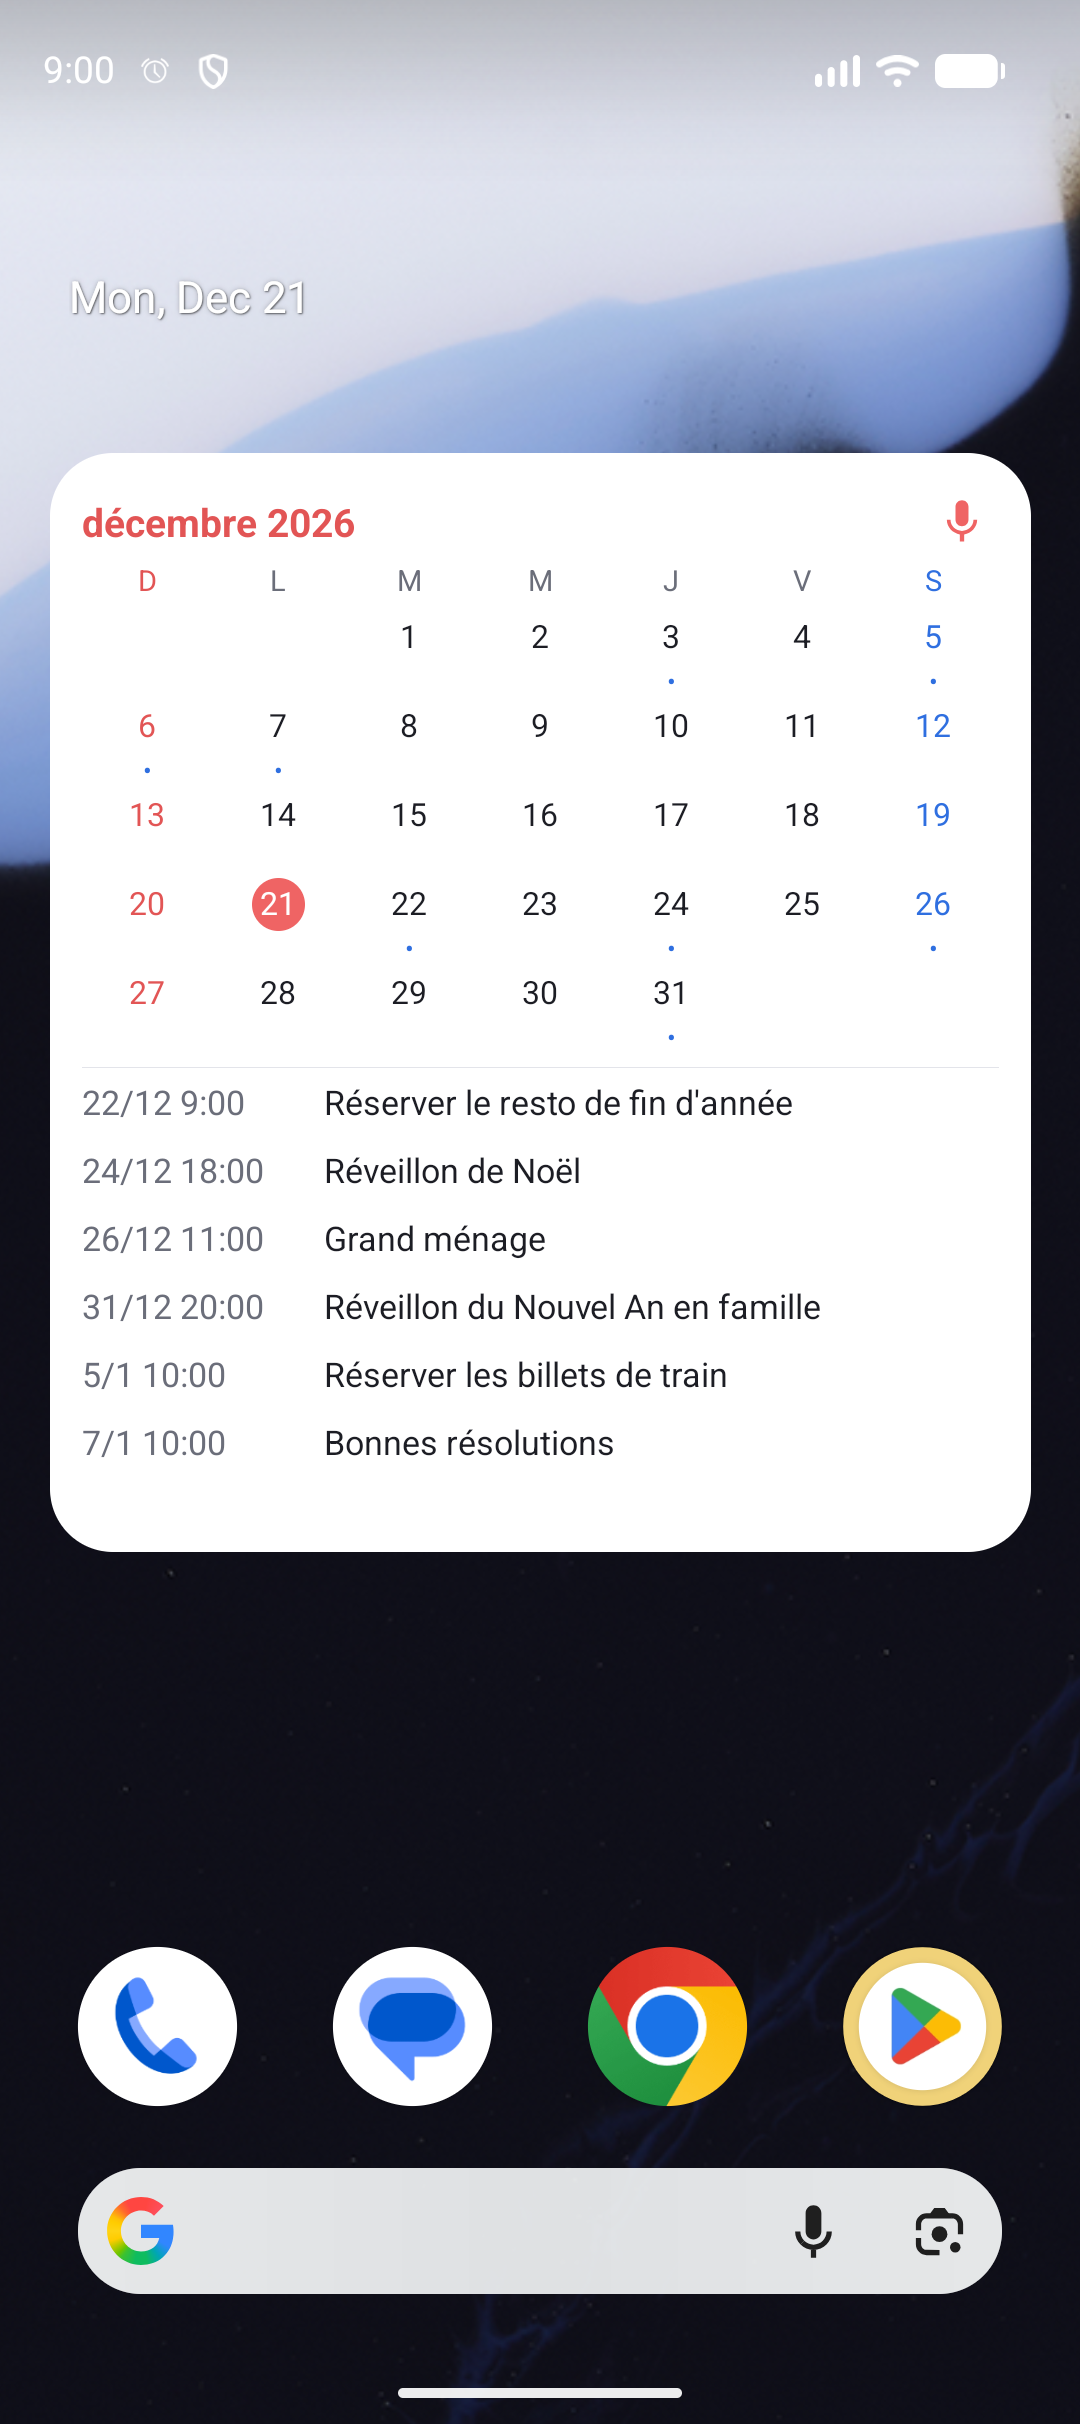 9:00
Mon, Dec 21
décembre 2026
D L M M J V S
1 2 3 4 5
6 7 8 9 10 11 12
13 14 15 16 17 18 19
20 21 22 23 24 25 26
27 28 29 30 31
22/12 9:00 Réserver le resto de fin d'année
24/12 18:00 Réveillon de Noël
26/12 11:00 Grand ménage
31/12 20:00 Réveillon du Nouvel An en famille
5/1 10:00 Réserver les billets de train
7/1 10:00 Bonnes résolutions